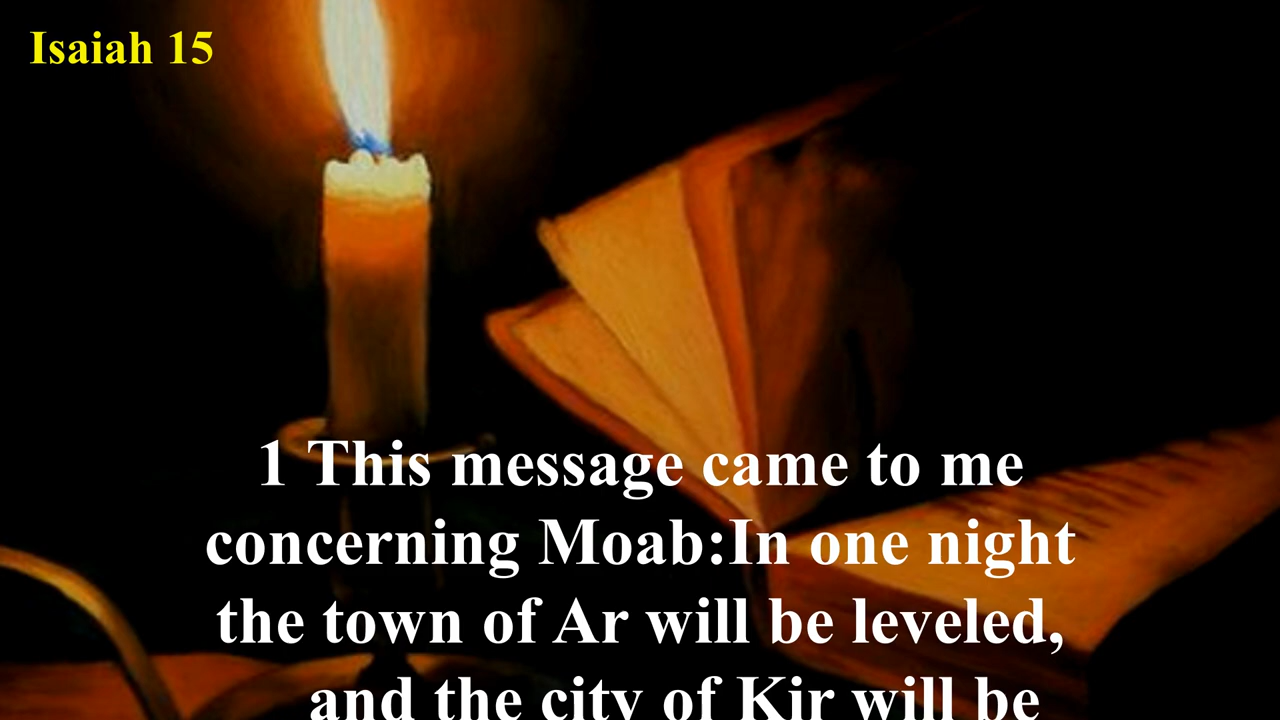 Isaiah 15
1 This message came to me
concerning Moab:In one night
the town of Ar will be leveled,
and the city of Kir will be